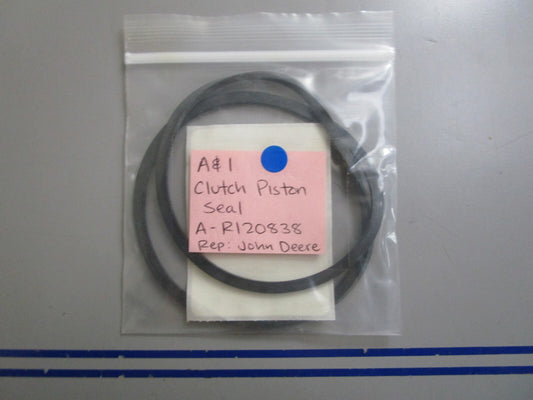 A&1
Clutch Piston
Seal
A-R120838
Rep: John Deere